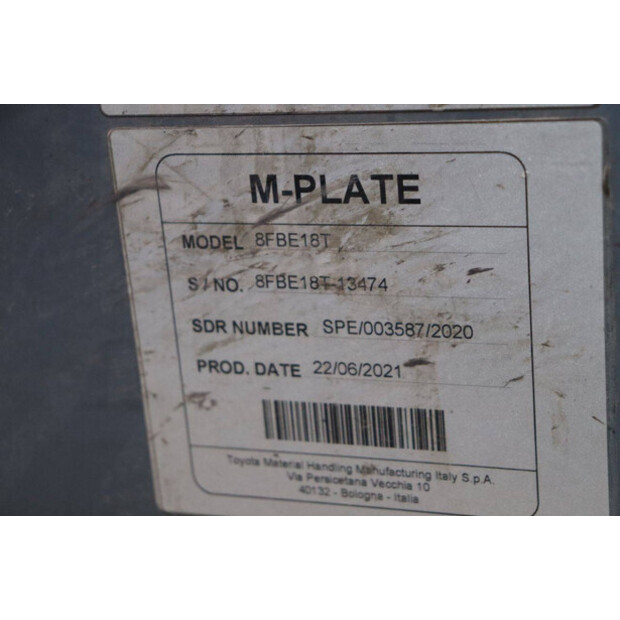 M-PLATE
MODEL 8FBE18T
S / NO. 8FBE18T-13474
SDR NUMBER SPE/003587/2020
PROD. DATE 22/06/2021
Toyota Material Handling Manufacturing Italy S.p.A.
Via Persicetana Vecchia 10
40132 - Bologna - Italia